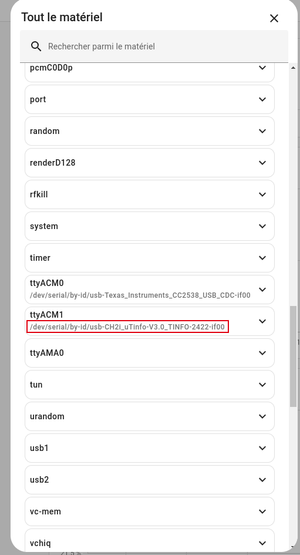 Tout le matériel
Rechercher parmi le matériel
pcmC0D0p
port
random
renderD128
rfkill
system
timer
ttyACM0
/dev/serial/by-id/usb-Texas_Instruments_CC2538_USB_CDC-if00
ttyACM1
/dev/serial/by-id/usb-CH2i_uTinfo-V3.0_TINFO-2422-if00
ttyAMA0
tun
urandom
usb1
usb2
vc-mem
vchiq